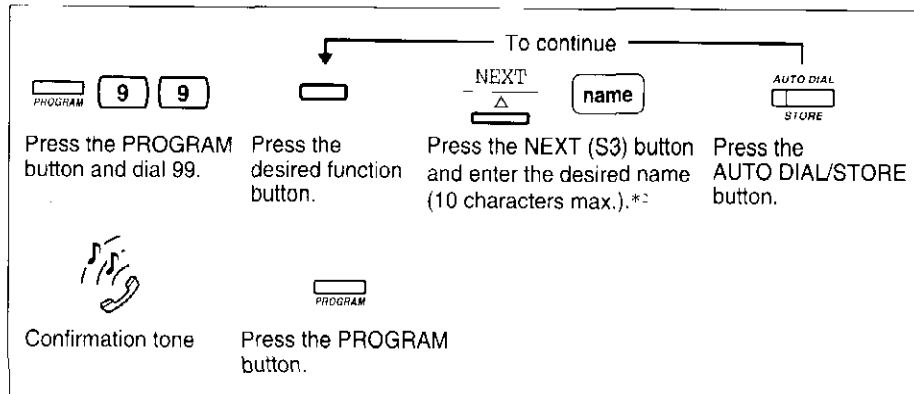 To continue
PROGRAM 9 9
NEXT
name
AUTO DIAL
STORE
Press the PROGRAM
button and dial 99.
Press the
desired function
button.
Press the NEXT (S3) button
and enter the desired name
(10 characters max.).*2
Press the
AUTO DIAL/STORE
button.
Confirmation tone
PROGRAM
Press the PROGRAM
button.